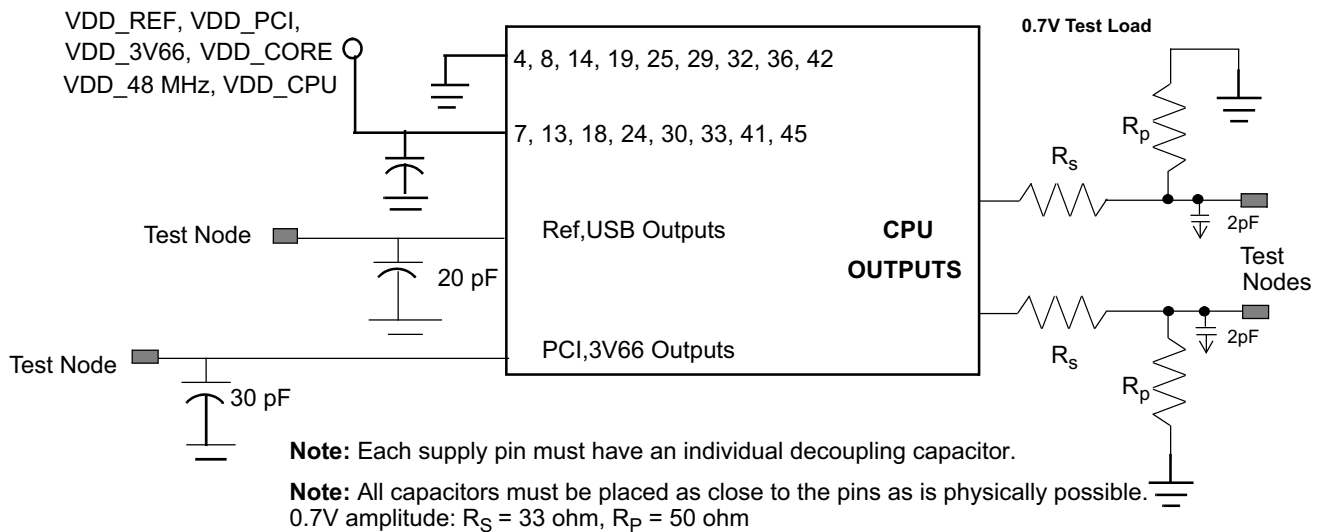 VDD_REF, VDD_PCI,
VDD_3V66, VDD_CORE
VDD_48 MHz, VDD_CPU
4, 8, 14, 19, 25, 29, 32, 36, 42
7, 13, 18, 24, 30, 33, 41, 45
0.7V Test Load
Rp
Rs
2pF
Test Node
Ref,USB Outputs
CPU
OUTPUTS
20 pF
Test
Nodes
2pF
Rs
Rp
Test Node
PCI,3V66 Outputs
30 pF
Note: Each supply pin must have an individual decoupling capacitor.
Note: All capacitors must be placed as close to the pins as is physically possible.
0.7V amplitude: RS = 33 ohm, RP = 50 ohm